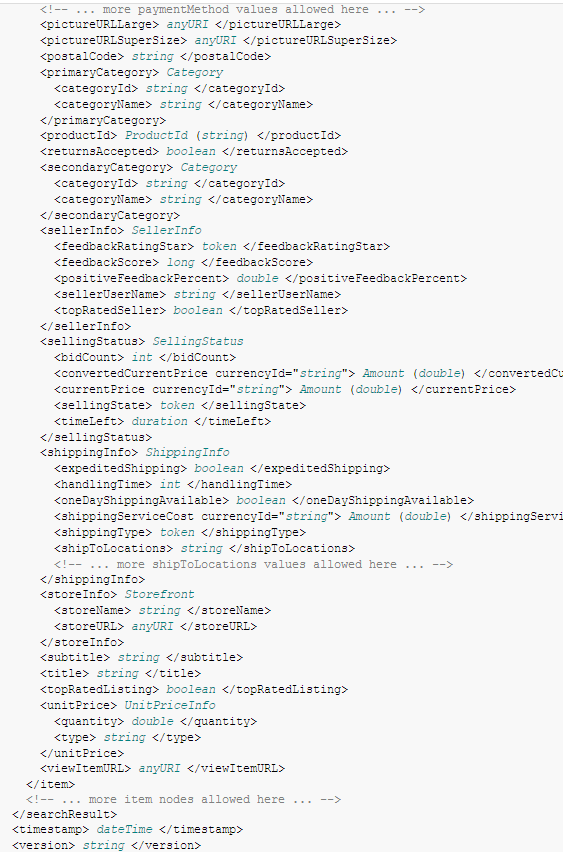 <!-- ... more paymentMethod values allowed here ... -->
<pictureURLLarge> anyURI </pictureURLLarge>
<pictureURLSuperSize> anyURI </pictureURLSuperSize>
<postalCode> string </postalCode>
<primaryCategory> Category
<categoryId> string </categoryId>
<categoryName> string </categoryName>
</primaryCategory>
<productId> ProductId (string) </productId>
<returnsAccepted> boolean </returnsAccepted>
<secondaryCategory> Category
<categoryId> string </categoryId>
<categoryName> string </categoryName>
</secondaryCategory>
<sellerInfo> SellerInfo
<feedbackRatingStar> token </feedbackRatingStar>
<feedbackScore> long </feedbackScore>
<positiveFeedbackPercent> double </positiveFeedbackPercent>
<sellerUserName> string </sellerUserName>
<topRatedSeller> boolean </topRatedSeller>
</sellerInfo>
<sellingStatus> SellingStatus
<bidCount> int </bidCount>
<convertedCurrentPrice currencyId="string"> Amount (double) </convertedCu
<currentPrice currencyId="string"> Amount (double) </currentPrice>
<sellingState> token </sellingState>
<timeLeft> duration </timeLeft>
</sellingStatus>
<shippingInfo> ShippingInfo
<expeditedShipping> boolean </expeditedShipping>
<handlingTime> int </handlingTime>
<oneDayShippingAvailable> boolean </oneDayShippingAvailable>
<shippingServiceCost currencyId="string"> Amount (double) </shippingServi
<shippingType> token </shippingType>
<shipToLocations> string </shipToLocations>
<!-- ... more shipToLocations values allowed here ... -->
</shippingInfo>
<storeInfo> Storefront
<storeName> string </storeName>
<storeURL> anyURI </storeURL>
</storeInfo>
<subtitle> string </subtitle>
<title> string </title>
<topRatedListing> boolean </topRatedListing>
<unitPrice> UnitPriceInfo
<quantity> double </quantity>
<type> string </type>
</unitPrice>
<viewItemURL> anyURI </viewItemURL>
</item>
<!-- ... more item nodes allowed here ... -->
</searchResult>
<timestamp> dateTime </timestamp>
<version> string </version>